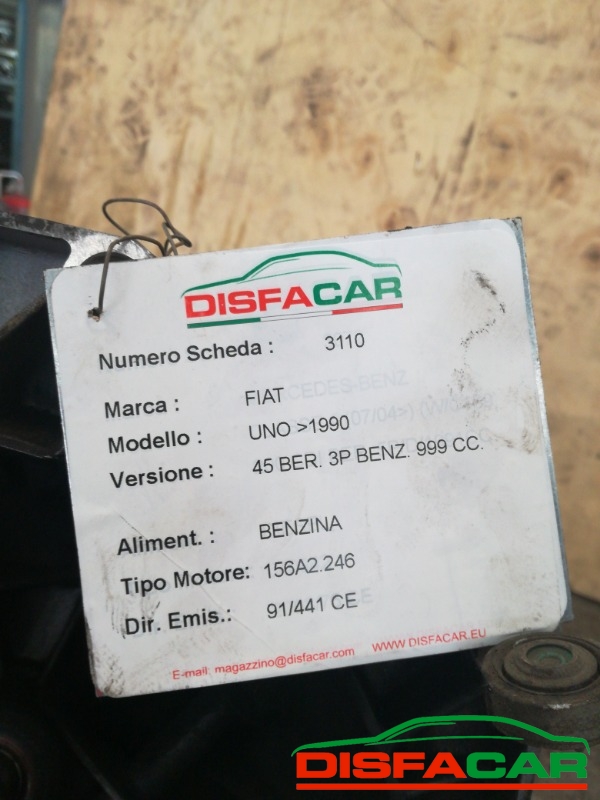 DISFACAR
Numero Scheda : 3110
Marca : FIAT
Modello : UNO >1990
Versione : 45 BER. 3P BENZ. 999 CC.
Aliment. : BENZINA
Tipo Motore: 156A2.246
Dir. Emis.: 91/441 CE
E-mail: magazzino@disfacar.com WWW.DISFACAR.EU
DISFACAR